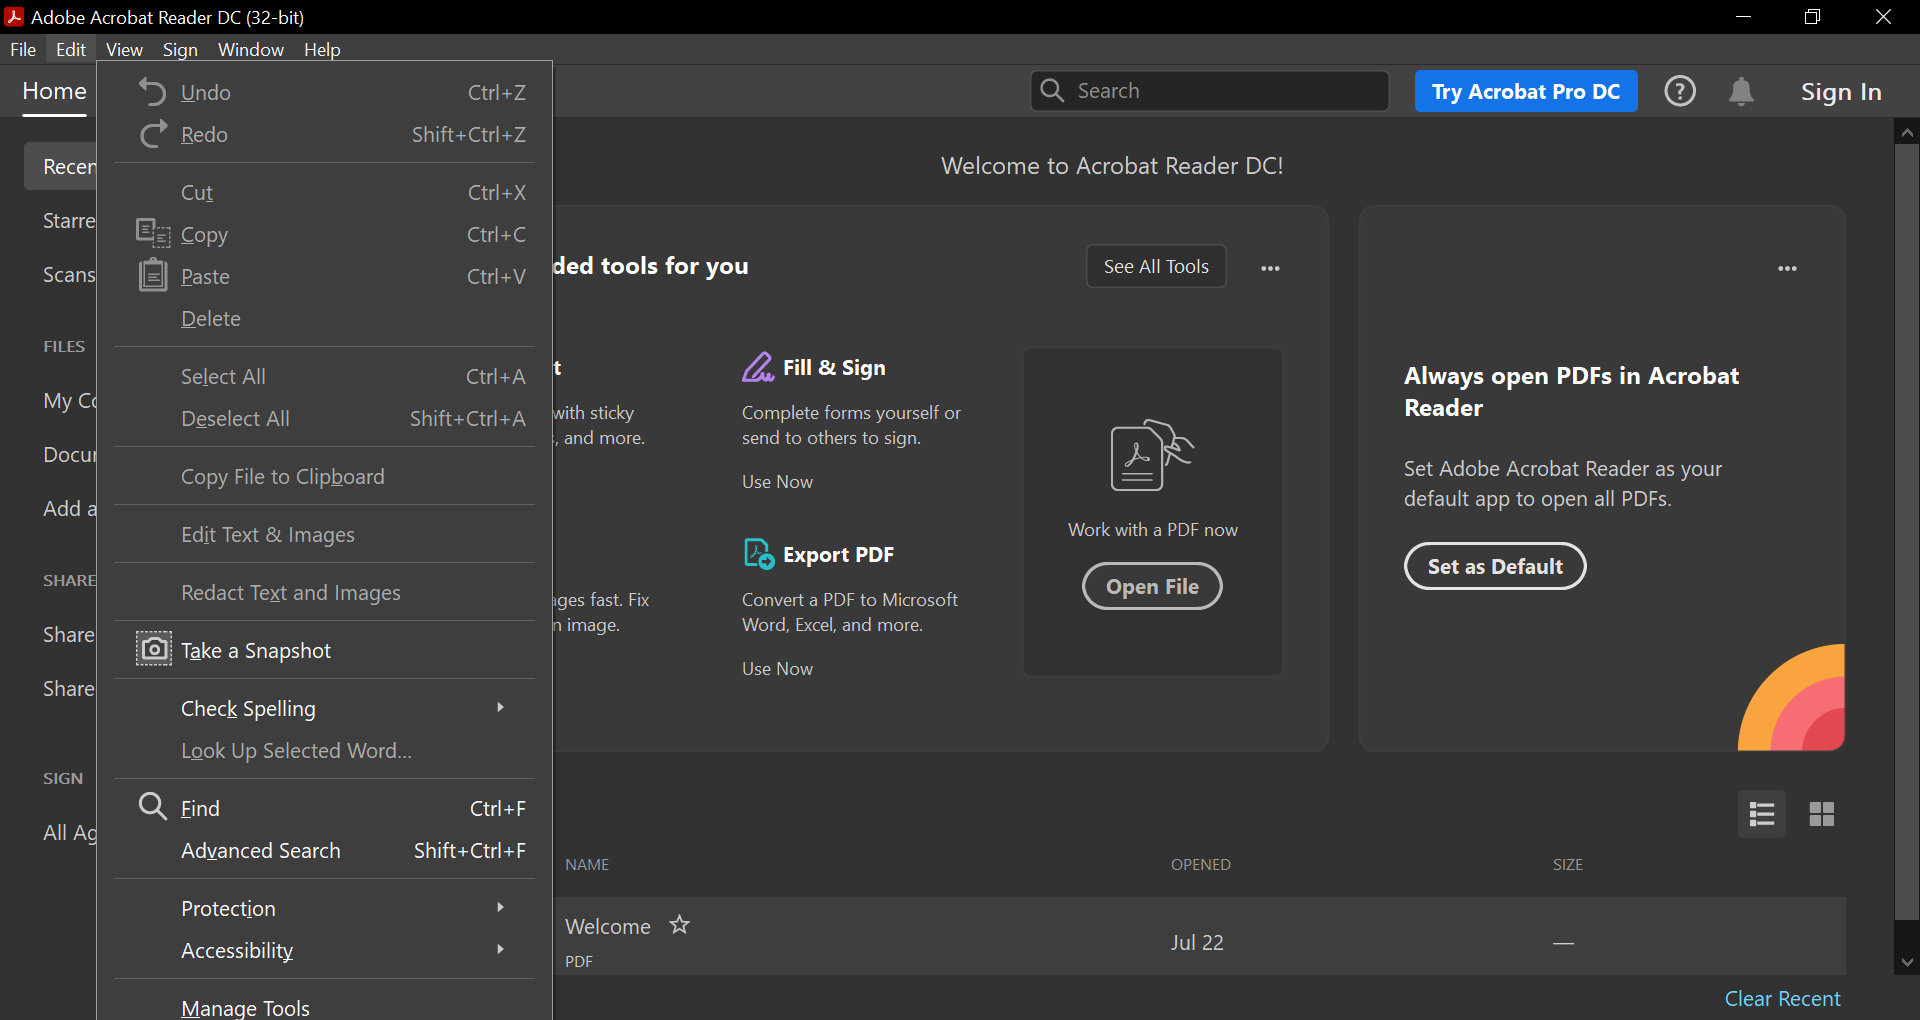 Adobe Acrobat Reader DC (32-bit)
File Edit View Sign Window Help
Home
Search
Try Acrobat Pro DC
Sign In
Undo Ctrl+Z
Redo Shift+Ctrl+Z
Cut Ctrl+X
Copy Ctrl+C
Paste Ctrl+V
Delete
Select All Ctrl+A
Deselect All Shift+Ctrl+A
Copy File to Clipboard
Edit Text & Images
Redact Text and Images
Take a Snapshot
Check Spelling
Look Up Selected Word...
Find Ctrl+F
Advanced Search Shift+Ctrl+F
Protection
Accessibility
Manage Tools
Recen
Starre
Scans
FILES
My Co
Docur
Add a
SHARE
Share
Share
SIGN
All Ag
Welcome to Acrobat Reader DC!
ded tools for you
See All Tools
t
with sticky
, and more.
Fill & Sign
Complete forms yourself or
send to others to sign.
Use Now
ages fast. Fix
n image.
Export PDF
Convert a PDF to Microsoft
Word, Excel, and more.
Use Now
Work with a PDF now
Open File
Always open PDFs in Acrobat
Reader
Set Adobe Acrobat Reader as your
default app to open all PDFs.
Set as Default
NAME OPENED SIZE
Welcome
PDF
Jul 22
—
Clear Recent